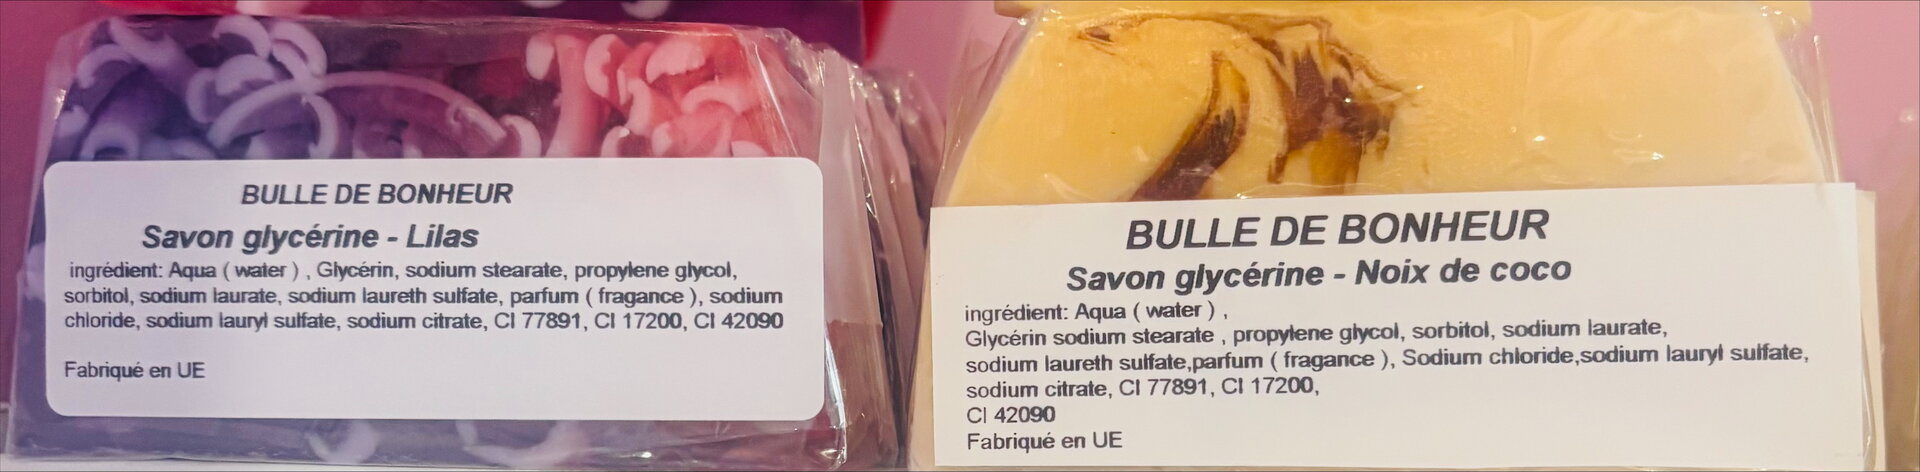 BULLE DE BONHEUR
Savon glycérine - Lilas
ingrédient: Aqua ( water ) , Glycérin, sodium stearate, propylene glycol,
sorbitol, sodium laurate, sodium laureth sulfate, parfum ( fragance ), sodium
chloride, sodium lauryl sulfate, sodium citrate, CI 77891, CI 17200, CI 42090
Fabriqué en UE
BULLE DE BONHEUR
Savon glycérine - Noix de coco
ingrédient: Aqua ( water ) ,
Glycérin sodium stearate , propylene glycol, sorbitol, sodium laurate,
sodium laureth sulfate,parfum ( fragance ), Sodium chloride,sodium lauryl sulfate,
sodium citrate, CI 77891, CI 17200,
CI 42090
Fabriqué en UE